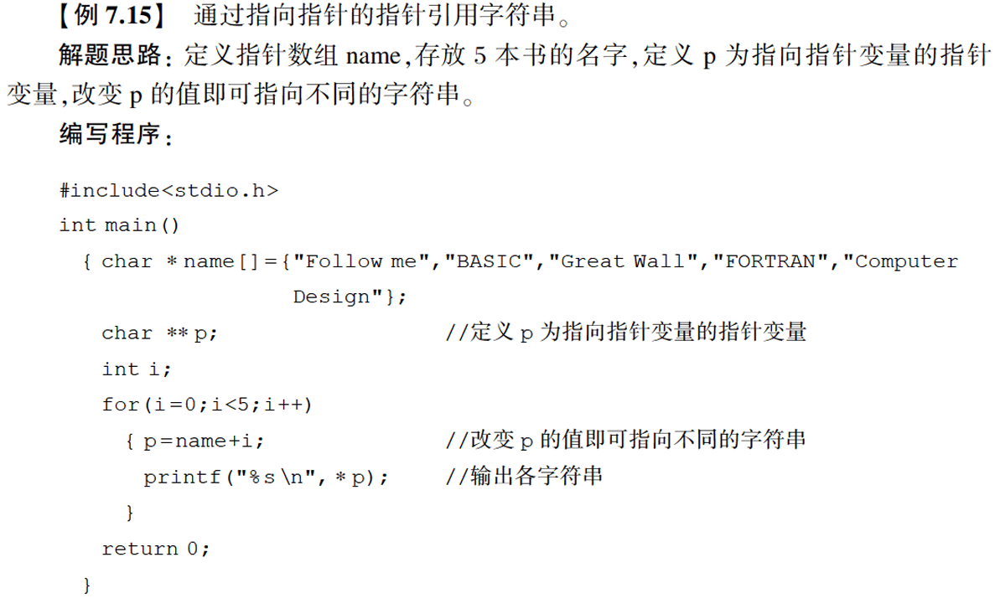 【例 7.15】 通过指向指针的指针引用字符串。
解题思路：定义指针数组 name,存放 5 本书的名字,定义 p 为指向指针变量的指针
变量,改变 p 的值即可指向不同的字符串。
编写程序：
#include<stdio.h>
int main()
{ char *name[]={"Follow me","BASIC","Great Wall","FORTRAN","Computer
Design"};
char **p; //定义 p 为指向指针变量的指针变量
int i;
for(i=0;i<5;i++)
{ p=name+i; //改变 p 的值即可指向不同的字符串
printf("%s\n",*p); //输出各字符串
}
return 0;
}